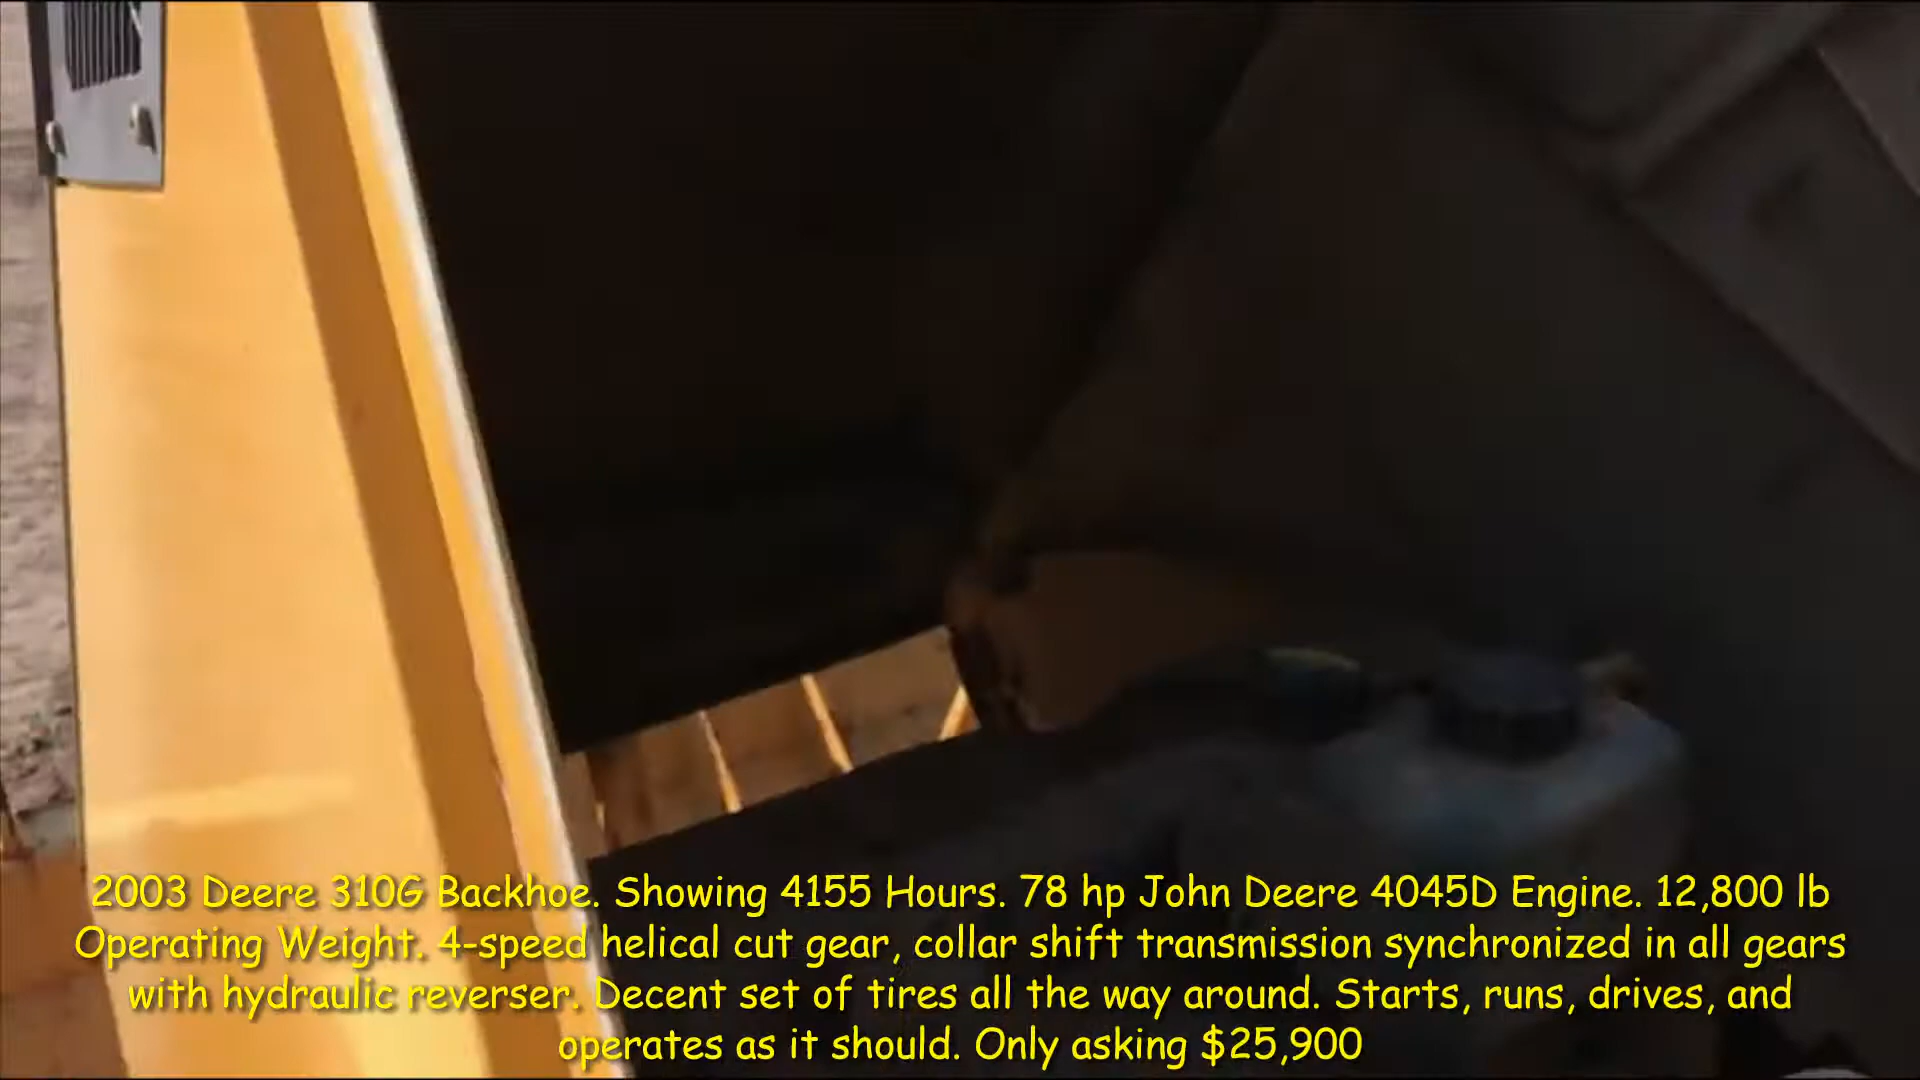 2003 Deere 310G Backhoe. Showing 4155 Hours. 78 hp John Deere 4045D Engine. 12,800 lb
Operating Weight. 4-speed helical cut gear, collar shift transmission synchronized in all gears
with hydraulic reverser. Decent set of tires all the way around. Starts, runs, drives, and
operates as it should. Only asking $25,900